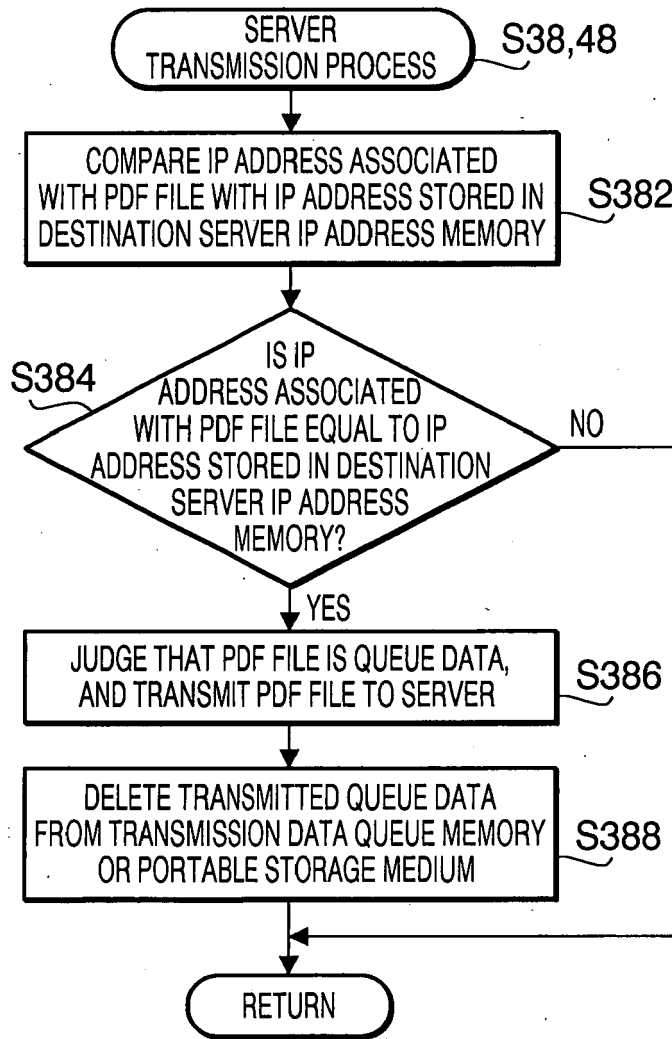 SERVER
TRANSMISSION PROCESS
S38,48
COMPARE IP ADDRESS ASSOCIATED
WITH PDF FILE WITH IP ADDRESS STORED IN
DESTINATION SERVER IP ADDRESS MEMORY
S382
S384
IS IP
ADDRESS ASSOCIATED
WITH PDF FILE EQUAL TO IP
ADDRESS STORED IN DESTINATION
SERVER IP ADDRESS
MEMORY?
NO
YES
JUDGE THAT PDF FILE IS QUEUE DATA,
AND TRANSMIT PDF FILE TO SERVER
S386
DELETE TRANSMITTED QUEUE DATA
FROM TRANSMISSION DATA QUEUE MEMORY
OR PORTABLE STORAGE MEDIUM
S388
RETURN